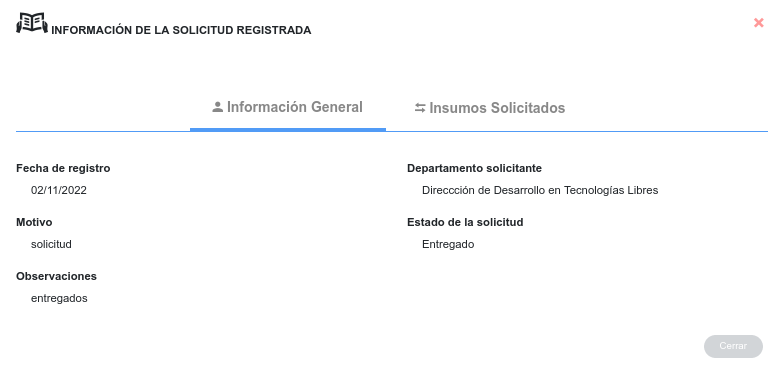 INFORMACIÓN DE LA SOLICITUD REGISTRADA
Información General
Insumos Solicitados
Fecha de registro
02/11/2022
Departamento solicitante
Direccción de Desarrollo en Tecnologías Libres
Motivo
solicitud
Estado de la solicitud
Entregado
Observaciones
entregados
Cerrar